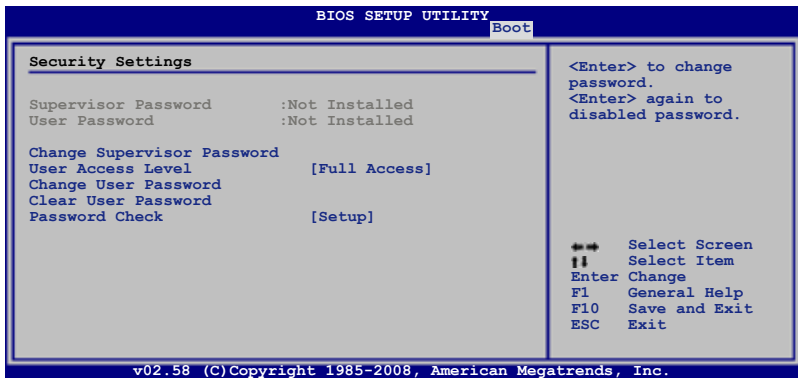 BIOS SETUP UTILITY
Boot
Security Settings
Supervisor Password :Not Installed
User Password :Not Installed
Change Supervisor Password
User Access Level [Full Access]
Change User Password
Clear User Password
Password Check [Setup]
<Enter> to change
password.
<Enter> again to
disabled password.
←→ Select Screen
↑↓ Select Item
Enter Change
F1 General Help
F10 Save and Exit
ESC Exit
v02.58 (C)Copyright 1985-2008, American Megatrends, Inc.